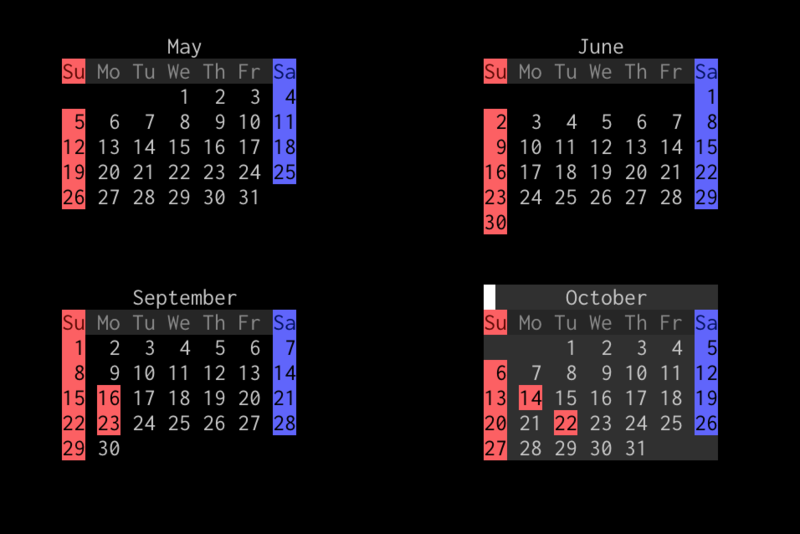 May June
Su Mo Tu We Th Fr Sa Su Mo Tu We Th Fr Sa
1 2 3 4 1
5 6 7 8 9 10 11 2 3 4 5 6 7 8
12 13 14 15 16 17 18 9 10 11 12 13 14 15
19 20 21 22 23 24 25 16 17 18 19 20 21 22
26 27 28 29 30 31 23 24 25 26 27 28 29
30
September October
Su Mo Tu We Th Fr Sa Su Mo Tu We Th Fr Sa
1 2 3 4 5 6 7 1 2 3 4 5
8 9 10 11 12 13 14 6 7 8 9 10 11 12
15 16 17 18 19 20 21 13 14 15 16 17 18 19
22 23 24 25 26 27 28 20 21 22 23 24 25 26
29 30 27 28 29 30 31